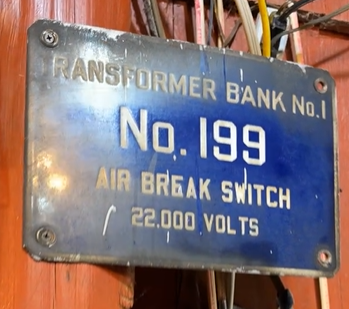 RANSFORMER BANK No.1
No. 199
AIR BREAK SWITCH
22.000 VOLTS